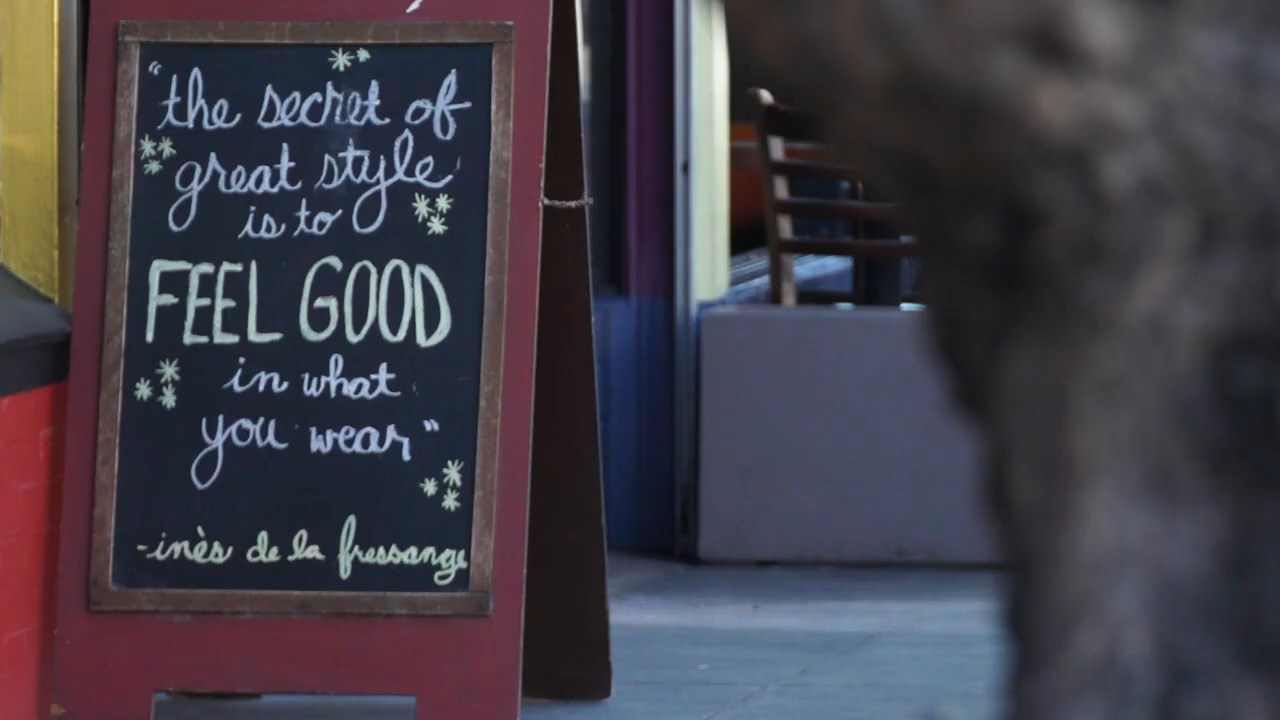 "the secret of
great style
is to
FEEL GOOD
in what
you wear"
-inès de la fressange